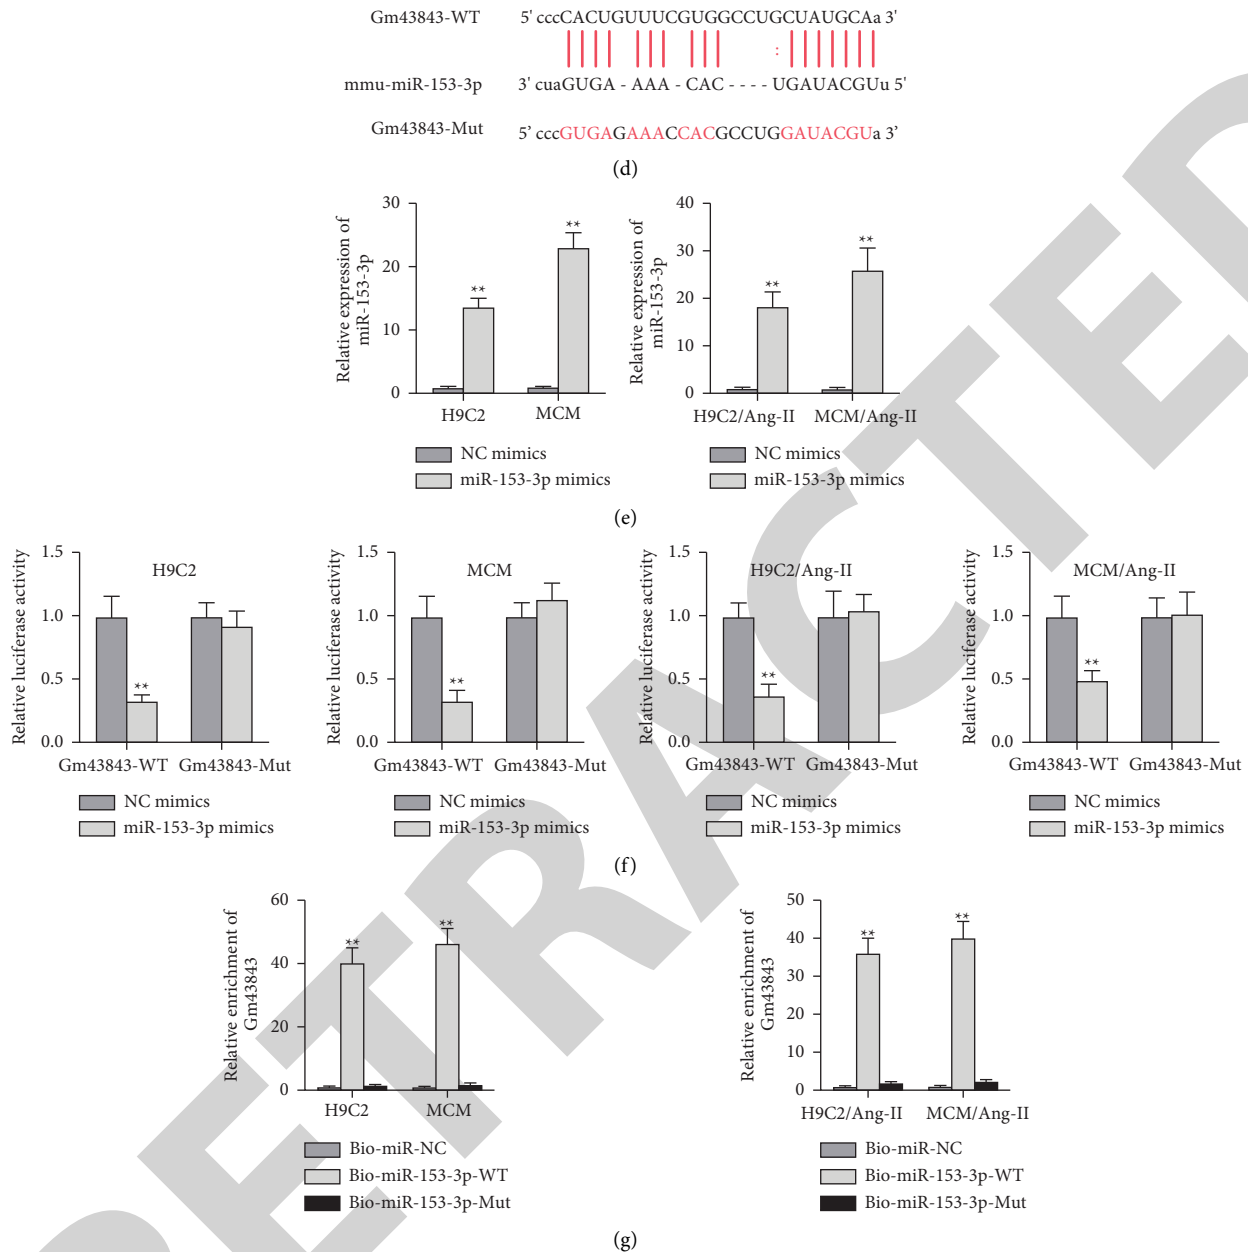 Gm43843-WT 5' cccCACUGUUUCGUGGCCUGCUAUGCAa 3'
:
mmu-miR-153-3p 3' cuaGUGA - AAA - CAC - - - - UGAUACGUu 5'
Gm43843-Mut 5' cccGUGAGAAACCACGCCUGGAUACGUa 3'
(d)
Relative expression of
miR-153-3p
30
20
10
0
**
**
H9C2 MCM
NC mimics
miR-153-3p mimics
Relative expression of
miR-153-3p
40
30
20
10
0
**
**
H9C2/Ang-II MCM/Ang-II
NC mimics
miR-153-3p mimics
(e)
Relative luciferase activity
1.5
1.0
0.5
0.0
H9C2
**
Gm43843-WT Gm43843-Mut
NC mimics
miR-153-3p mimics
Relative luciferase activity
1.5
1.0
0.5
0.0
MCM
**
Gm43843-WT Gm43843-Mut
NC mimics
miR-153-3p mimics
Relative luciferase activity
1.5
1.0
0.5
0.0
H9C2/Ang-II
**
Gm43843-WT Gm43843-Mut
NC mimics
miR-153-3p mimics
Relative luciferase activity
1.5
1.0
0.5
0.0
MCM/Ang-II
**
Gm43843-WT Gm43843-Mut
NC mimics
miR-153-3p mimics
(f)
Relative enrichment of
Gm43843
60
40
20
0
**
**
H9C2 MCM
Bio-miR-NC
Bio-miR-153-3p-WT
Bio-miR-153-3p-Mut
Relative enrichment of
Gm43843
50
40
30
20
10
0
**
**
H9C2/Ang-II MCM/Ang-II
Bio-miR-NC
Bio-miR-153-3p-WT
Bio-miR-153-3p-Mut
(g)
RETRACTED